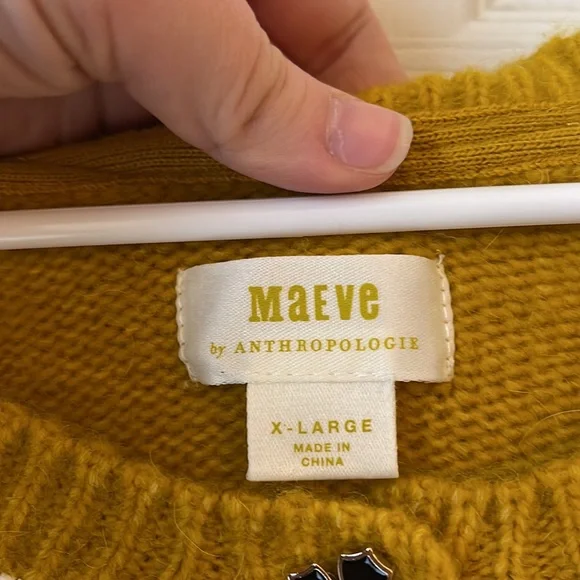 MaEVe
by ANTHROPOLOGIE
X-LARGE
MADE IN
CHINA